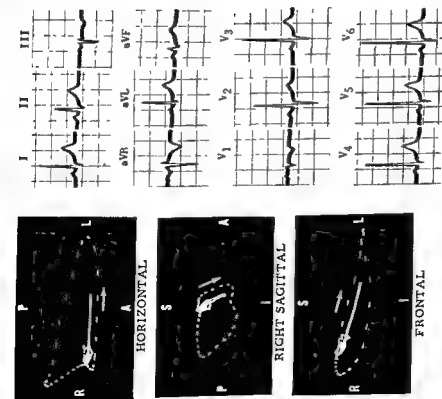 P
R L
A
HORIZONTAL
S
P A
I
RIGHT SAGITTAL
S
R L
I
FRONTAL
I II III
aVR aVL aVF
V1 V2 V3
V4 V5 V6